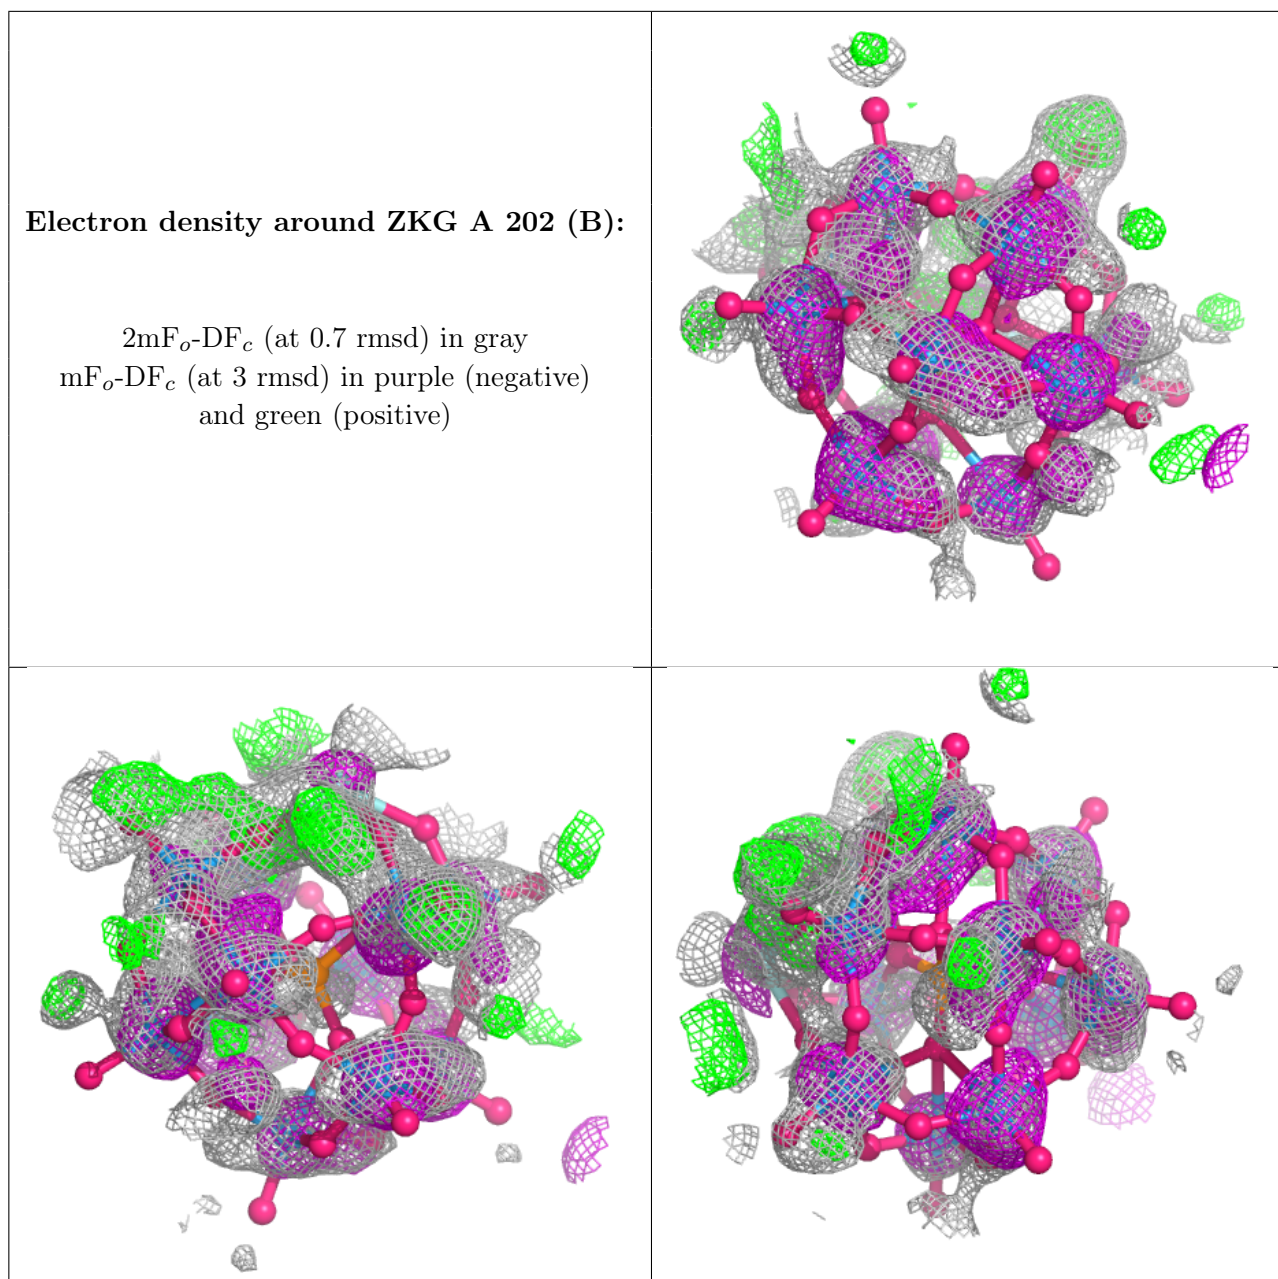 Electron density around ZKG A 202 (B):
2mFₒ-DF𝒸 (at 0.7 rmsd) in gray
mFₒ-DF𝒸 (at 3 rmsd) in purple (negative)
and green (positive)